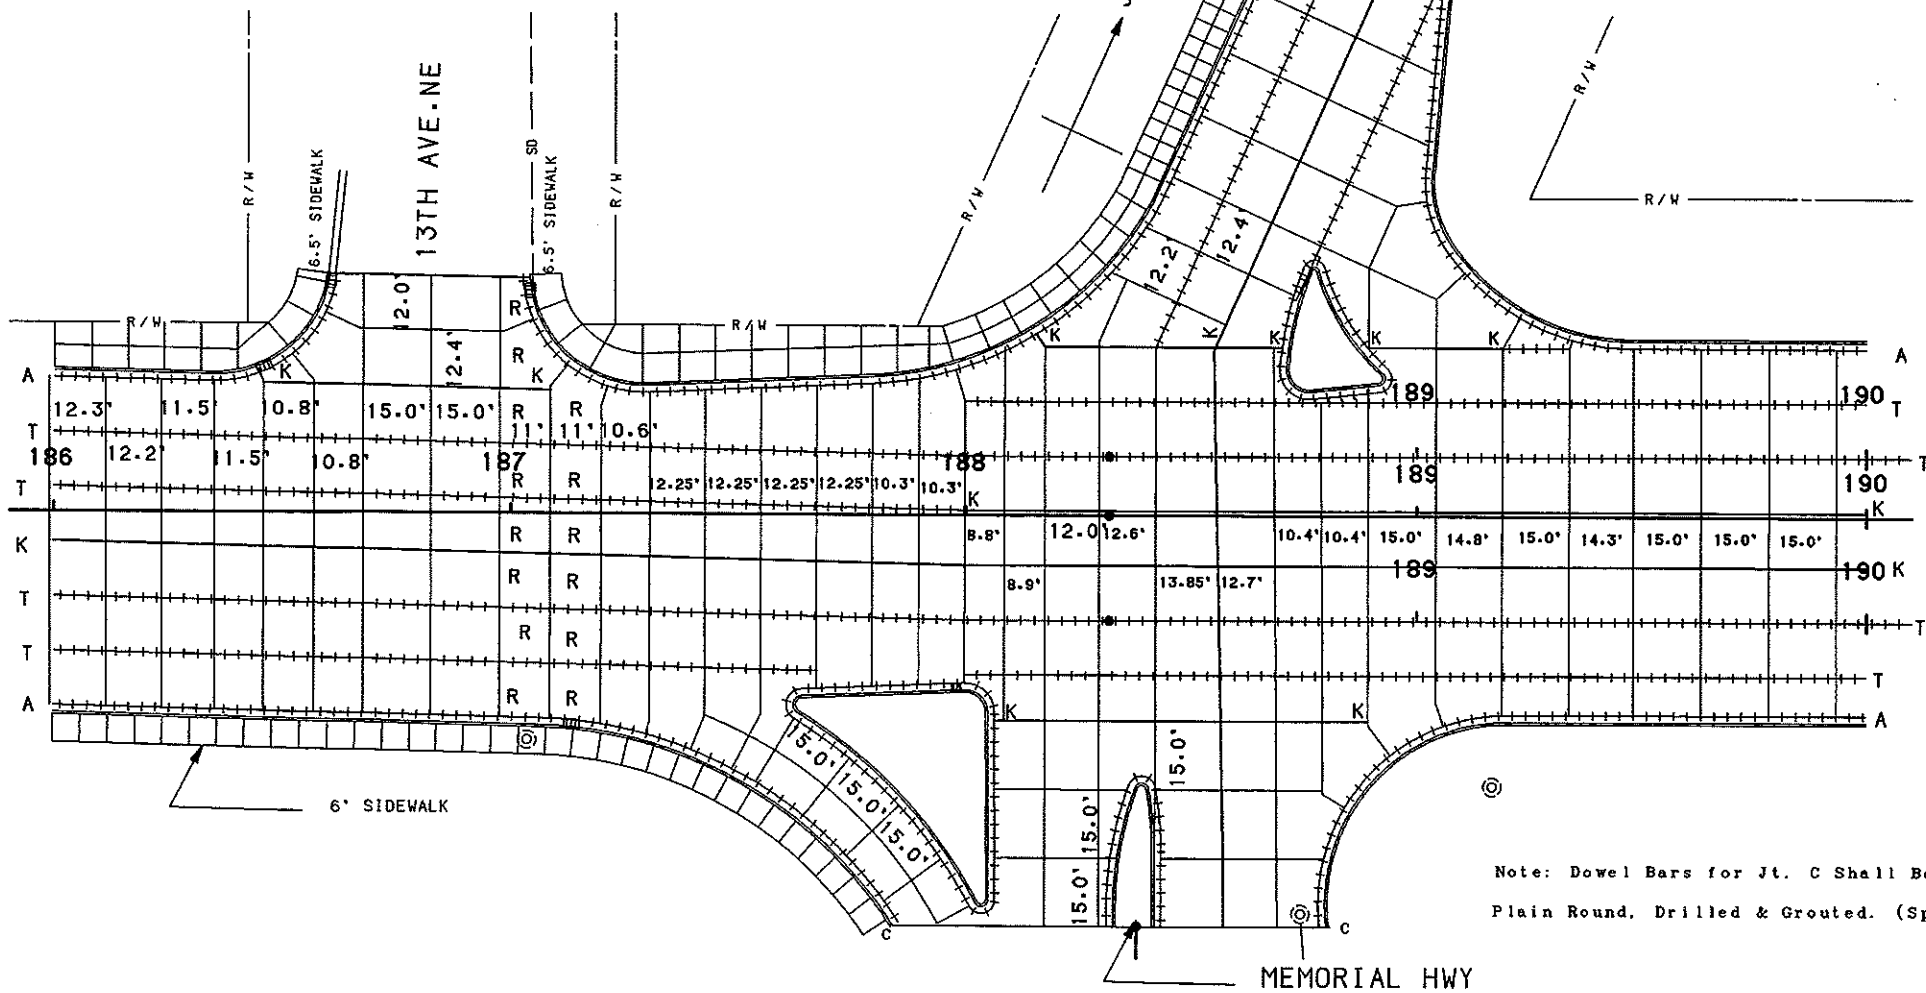 R/W
6.5' SIDEWALK
13TH AVE.NE
SD
6.5' SIDEWALK
R/W
R/W
R/W
R/W
12.0'
12.4'
R
R
K
K
12.2'
12.4'
R/W
R/W
K
K
K
K
K
A
A
12.3'
11.5'
10.8'
15.0'
15.0'
R
R
11'
11'
10.6'
189
190
T
T
186
12.2'
11.5'
10.8'
187
188
189
190
T
T
R
R
12.25'
12.25'
12.25'
12.25'
10.3'
10.3'
K
K
K
R
R
8.8'
12.0'
12.6'
10.4'
10.4'
15.0'
14.8'
15.0'
14.3'
15.0'
15.0'
15.0'
T
R
R
8.9'
13.85'
12.7'
189
190
K
T
R
R
T
T
A
R
R
K
K
A
15.0'
15.0'
15.0'
15.0'
15.0'
15.0'
6' SIDEWALK
C
C
Note: Dowel Bars for Jt. C Shall Be
Plain Round, Drilled & Grouted.
MEMORIAL HWY